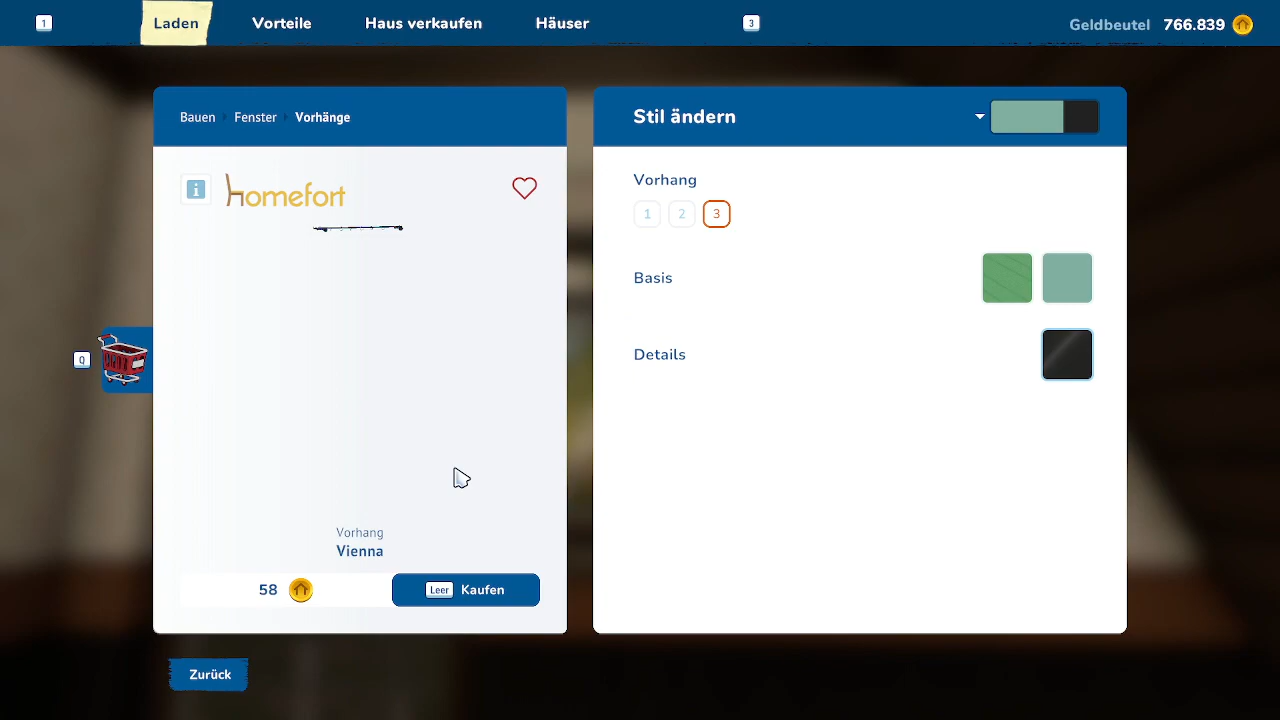 1
Laden
Vorteile
Haus verkaufen
Häuser
3
Geldbeutel 766.839
Bauen Fenster Vorhänge
Stil ändern
i
homefort
Vorhang
1 2 3
Basis
Details
Q
Vorhang
Vienna
58
Leer Kaufen
Zurück